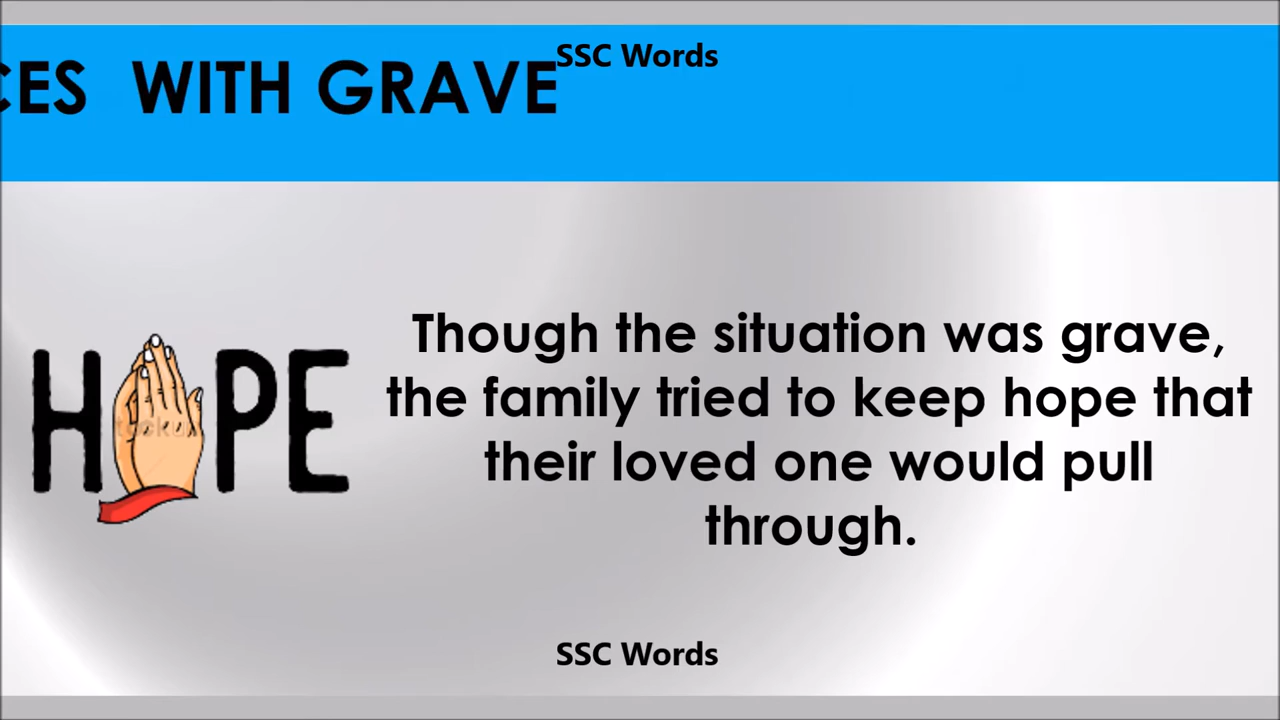 SSC Words
CES WITH GRAVE
HOPE
Though the situation was grave,
the family tried to keep hope that
their loved one would pull
through.
SSC Words